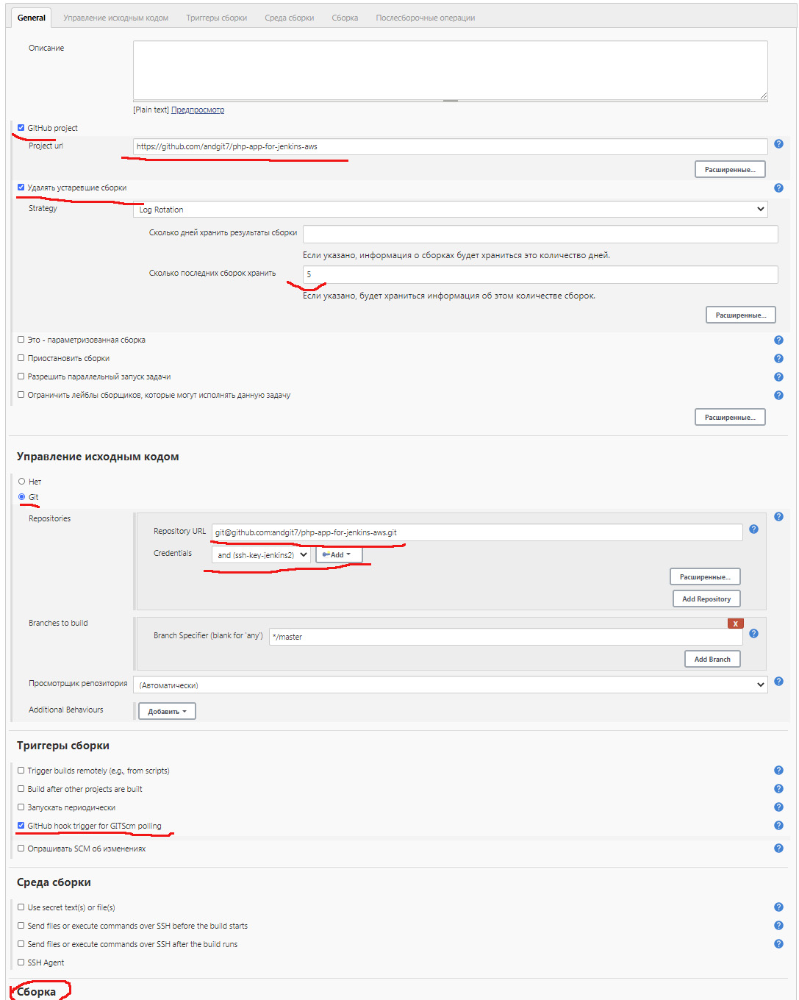 General Управление исходным кодом Триггеры сборки Среда сборки Сборка Послесборочные операции
Описание
[Plain text] Предпросмотр
GitHub project
Project url https://github.com/andgit7/php-app-for-jenkins-aws
Расширенные...
Удалять устаревшие сборки
Strategy Log Rotation
Сколько дней хранить результаты сборки
Если указано, информация о сборках будет храниться это количество дней.
Сколько последних сборок хранить 5
Если указано, будет храниться информация об этом количестве сборок.
Расширенные...
Это - параметризованная сборка
Приостановить сборки
Разрешить параллельный запуск задачи
Ограничить лейблы сборщиков, которые могут исполнять данную задачу
Расширенные...
Управление исходным кодом
Нет
Git
Repositories
Repository URL git@github.com:andgit7/php-app-for-jenkins-aws.git
Credentials and (ssh-key-jenkins2) Add
Расширенные...
Add Repository
Branches to build
X
Branch Specifier (blank for 'any') */master
Add Branch
Просмотрщик репозитория (Автоматически)
Additional Behaviours Добавить
Триггеры сборки
Trigger builds remotely (e.g., from scripts)
Build after other projects are built
Запускать периодически
GitHub hook trigger for GITScm polling
Опрашивать SCM об изменениях
Среда сборки
Use secret text(s) or file(s)
Send files or execute commands over SSH before the build starts
Send files or execute commands over SSH after the build runs
SSH Agent
Сборка